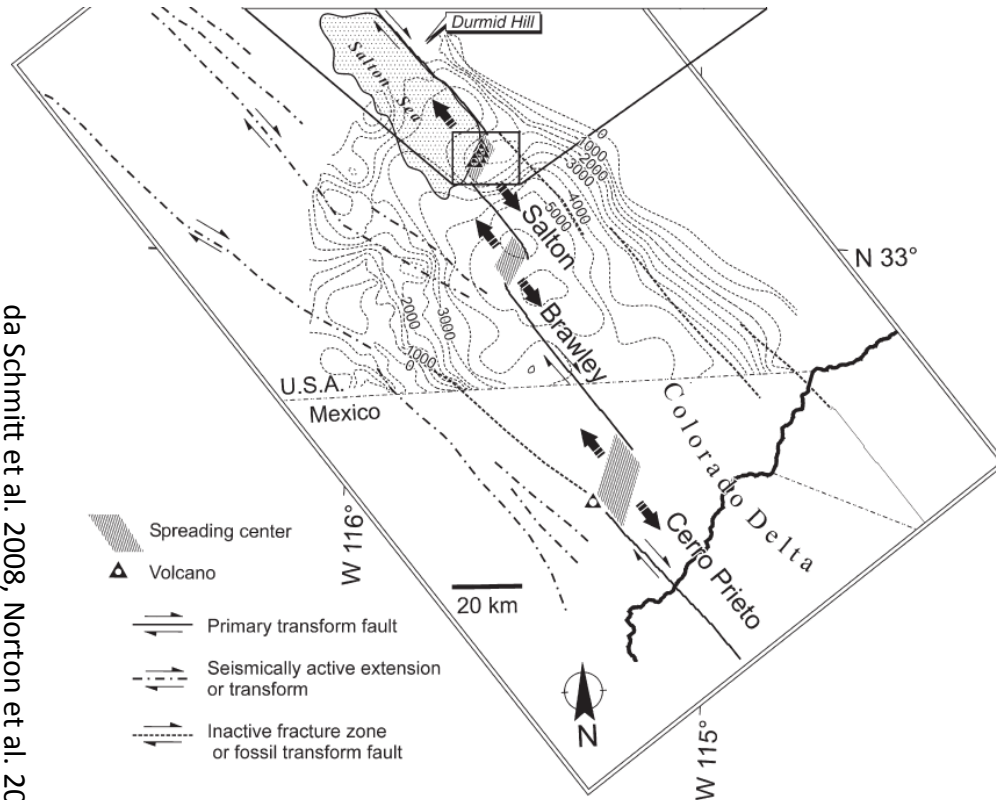 Durmid Hill
Salton Sea
0
1000
2000
3000
4000
5000
Salton
N 33°
Brawley
2000
3000
1000
0
0
U.S.A.
Mexico
Colorado Delta
Cerro Prieto
W 116°
W 115°
Spreading center
Volcano
20 km
Primary transform fault
Seismically active extension
or transform
Inactive fracture zone
or fossil transform fault
N
da Schmitt et al. 2008, Norton et al. 20